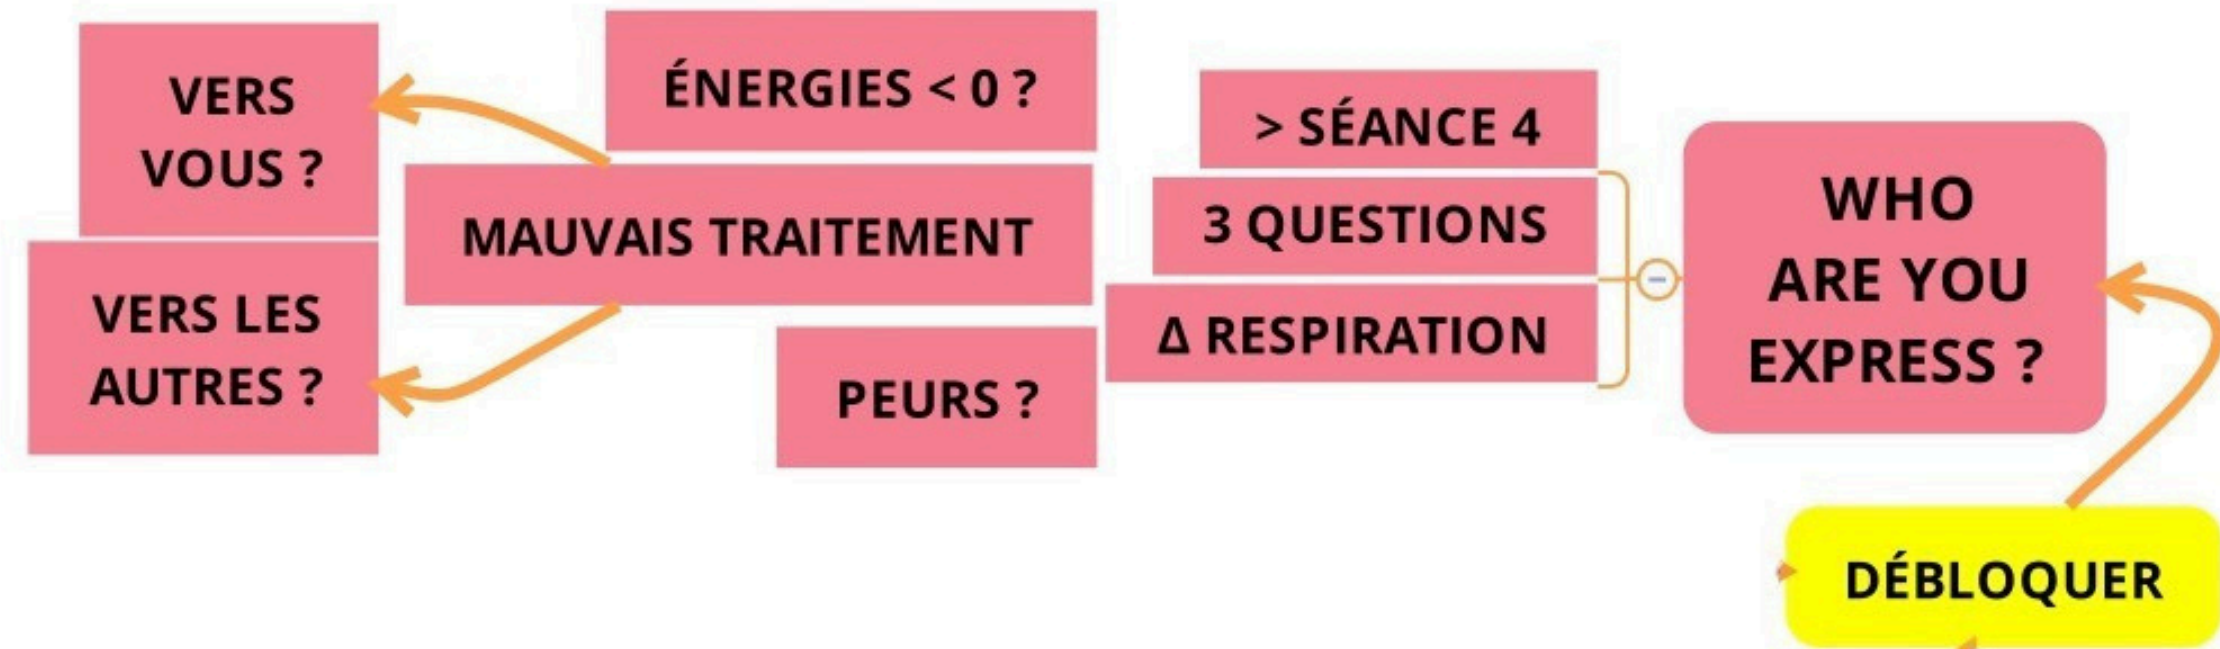 VERS
VOUS ?
VERS LES
AUTRES ?
ÉNERGIES < 0 ?
MAUVAIS TRAITEMENT
PEURS ?
> SÉANCE 4
3 QUESTIONS
Δ RESPIRATION
WHO
ARE YOU
EXPRESS ?
DÉBLOQUER